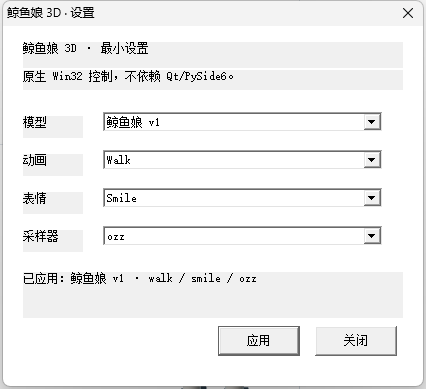 鲸鱼娘 3D · 设置
鲸鱼娘 3D · 最小设置
原生 Win32 控制，不依赖 Qt/PySide6。
模型 鲸鱼娘 v1
动画 Walk
表情 Smile
采样器 ozz
已应用：鲸鱼娘 v1 · walk / smile / ozz
应用 关闭